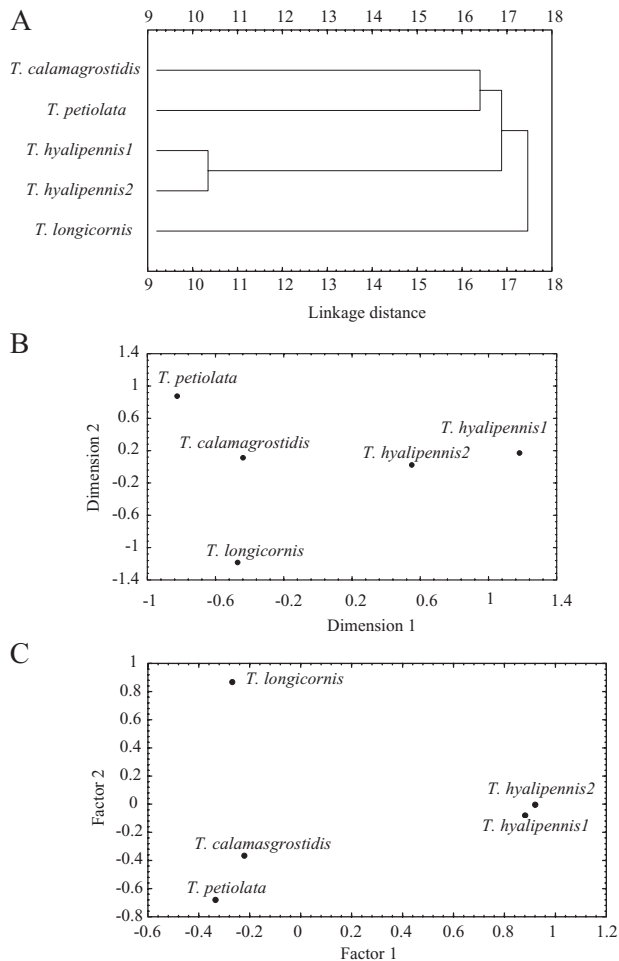 A
9 10 11 12 13 14 15 16 17 18
T. calamagrostidis
T. petiolata
T. hyalipennis1
T. hyalipennis2
T. longicornis
9 10 11 12 13 14 15 16 17 18
Linkage distance
B
1.4
1
0.6
0.2
-0.2
-0.6
-1
-1.4
Dimension 2
T. petiolata
T. hyalipennis1
T. calamagrostidis
T. hyalipennis2
T. longicornis
-1 -0.6 -0.2 0.2 0.6 1 1.4
Dimension 1
C
1
0.8
0.6
0.4
0.2
0
-0.2
-0.4
-0.6
-0.8
Factor 2
T. longicornis
T. hyalipennis2
T. hyalipennis1
T. calamasgrostidis
T. petiolata
-0.6 -0.4 -0.2 0 0.2 0.4 0.6 0.8 1 1.2
Factor 1